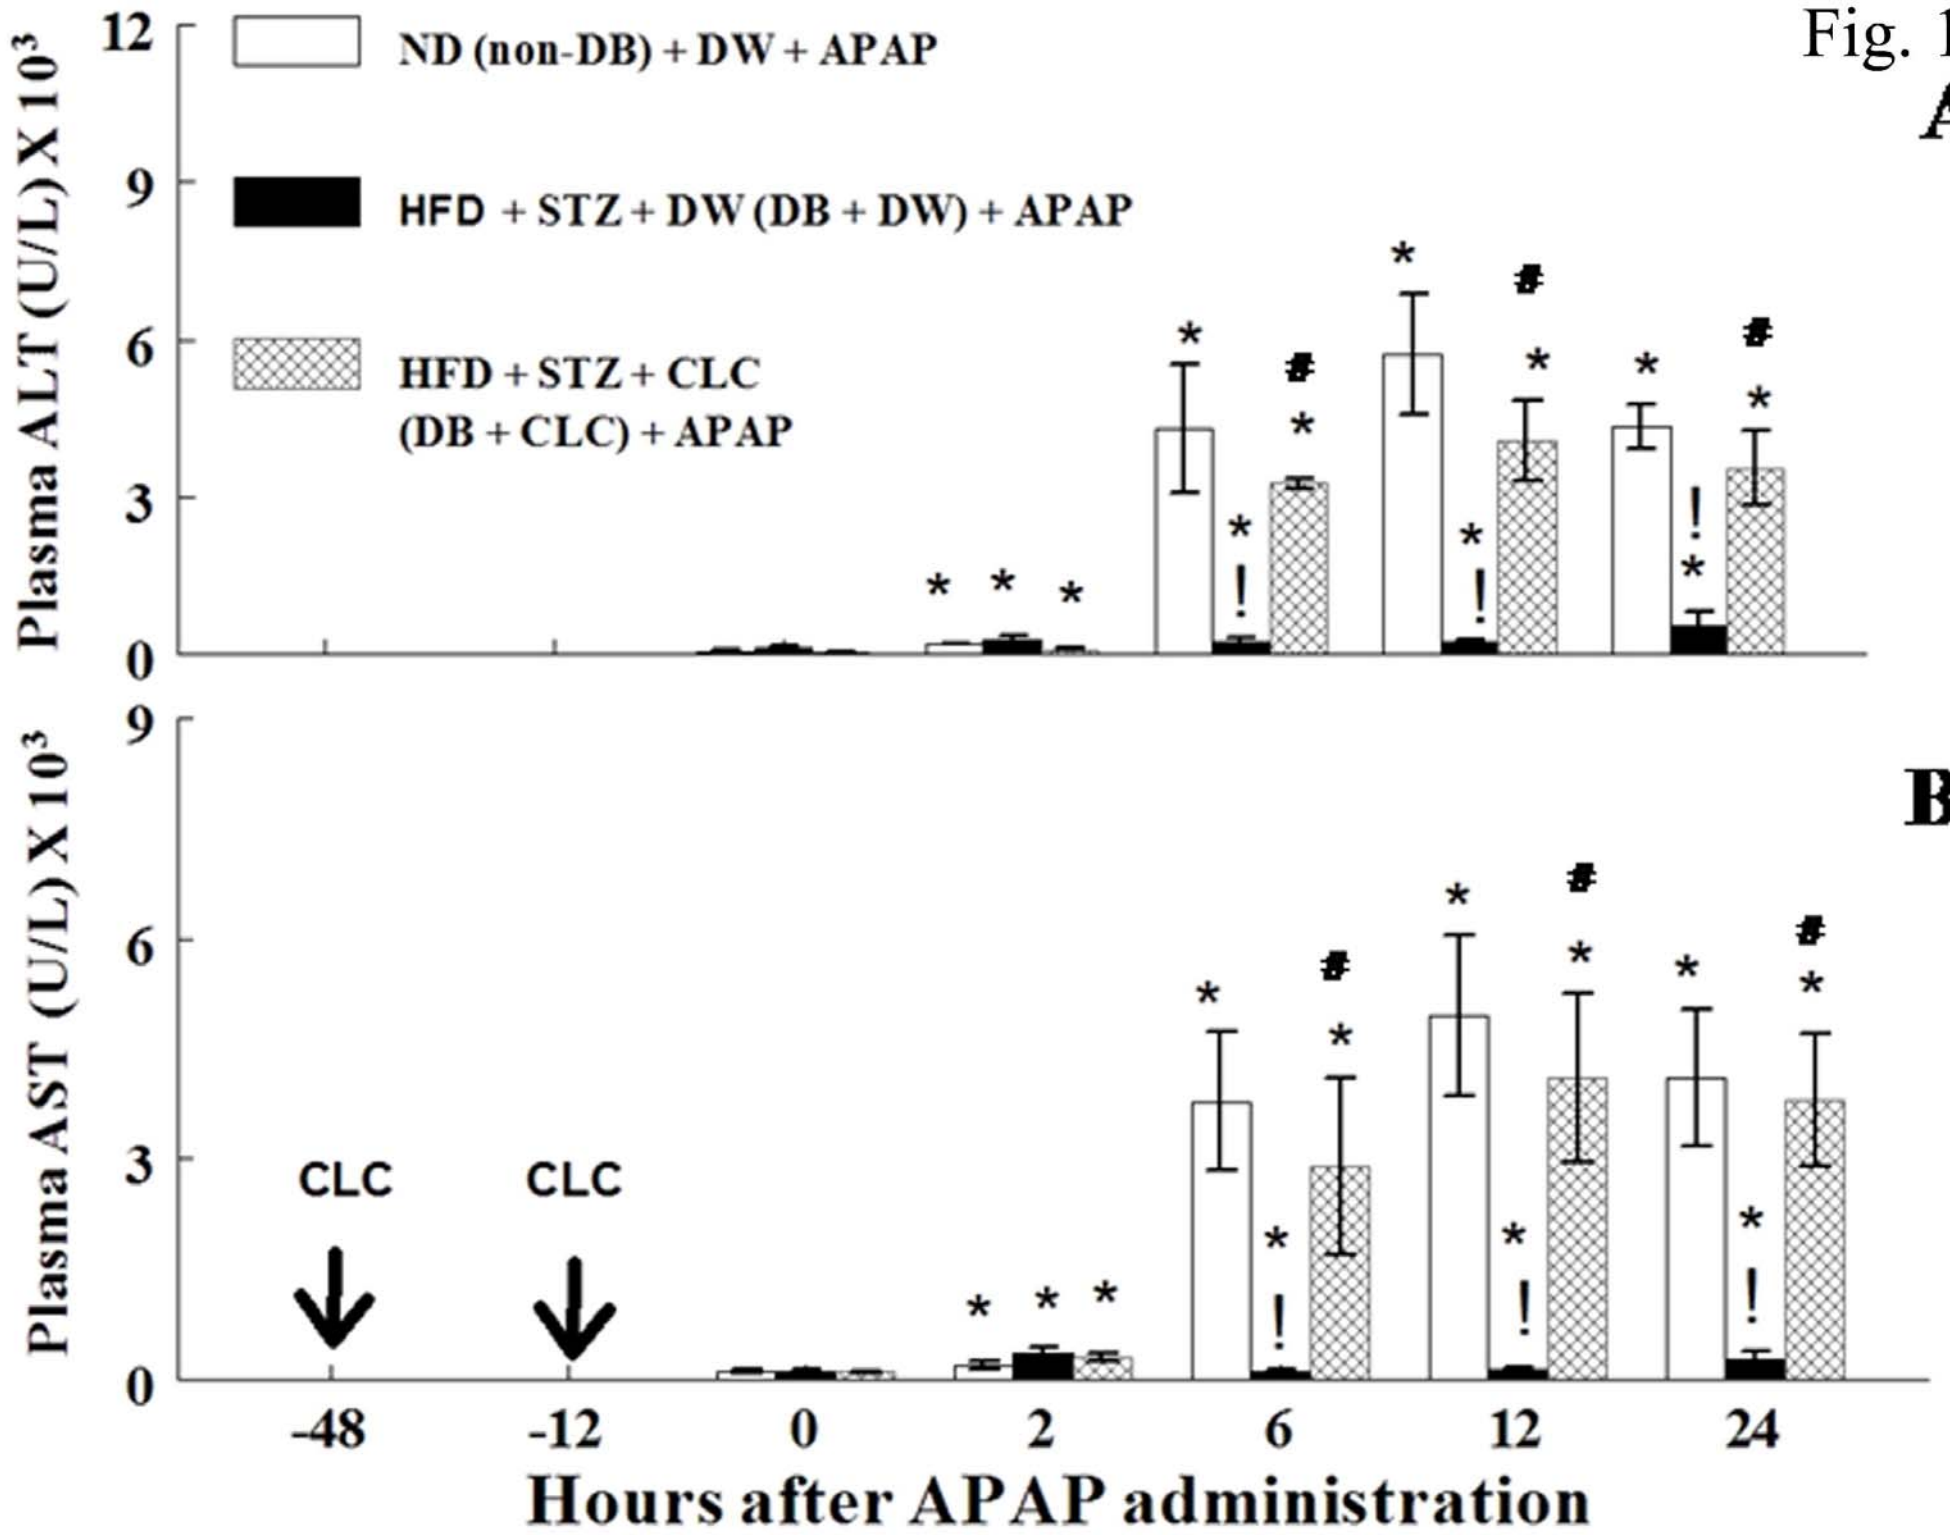 Fig. 1
A
Plasma ALT (U/L) X 10³
12
9
6
3
0
ND (non-DB) + DW + APAP
HFD + STZ + DW (DB + DW) + APAP
HFD + STZ + CLC
(DB + CLC) + APAP
* * *
* * ! # *
* * ! # *
* ! * # *
B
Plasma AST (U/L) X 10³
9
6
3
0
CLC CLC
* * *
* * ! # *
* * ! # *
* * ! # *
-48 -12 0 2 6 12 24
Hours after APAP administration